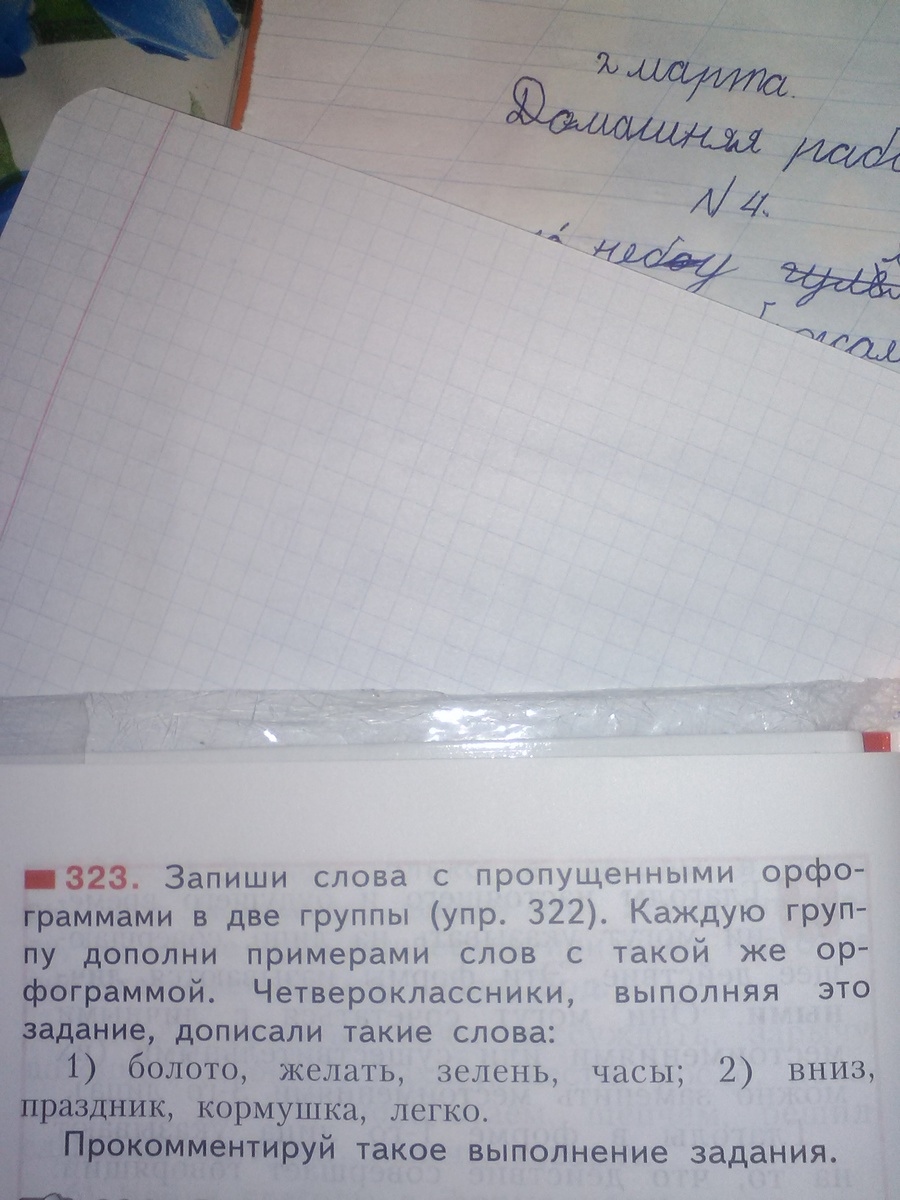 2 марта.
Домашняя
N 4.
небу
323. Запиши слова с пропущенными орфо-
граммами в две группы (упр. 322). Каждую груп-
пу дополни примерами слов с такой же ор-
фограммой. Четвероклассники, выполняя это
задание, дописали такие слова:
1) болото, желать, зелень, часы; 2) вниз,
праздник, кормушка, легко.
Прокомментируй такое выполнение задания.